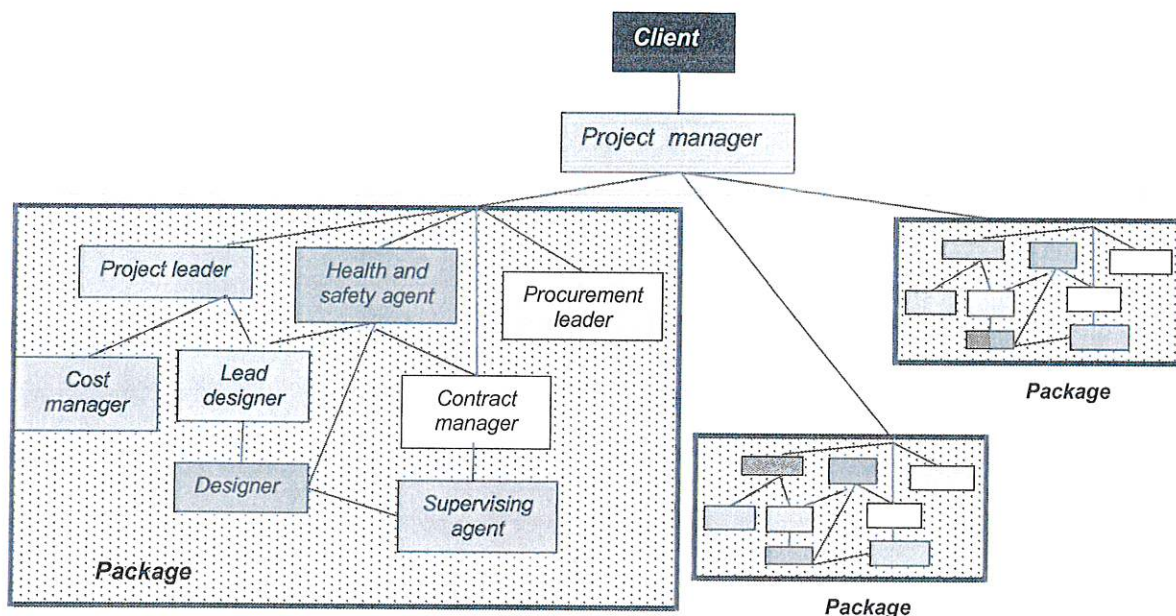 Client
Project manager
Project leader
Health and
safety agent
Procurement
leader
Cost
manager
Lead
designer
Contract
manager
Designer
Supervising
agent
Package
Package
Package